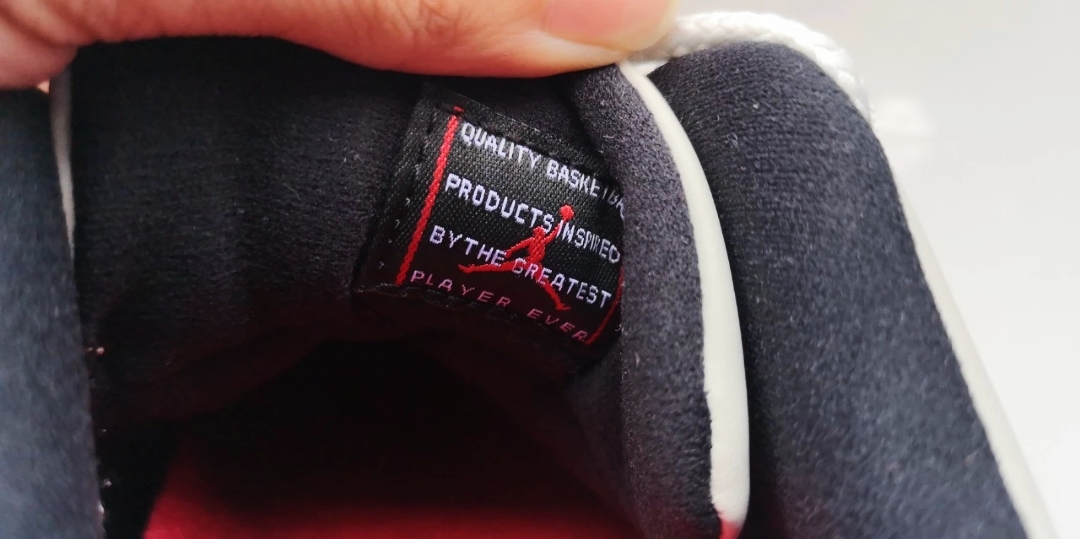 QUALITY BASKETBA
PRODUCTS INSPIRED
BY THE GREATEST
PLAYER EVER